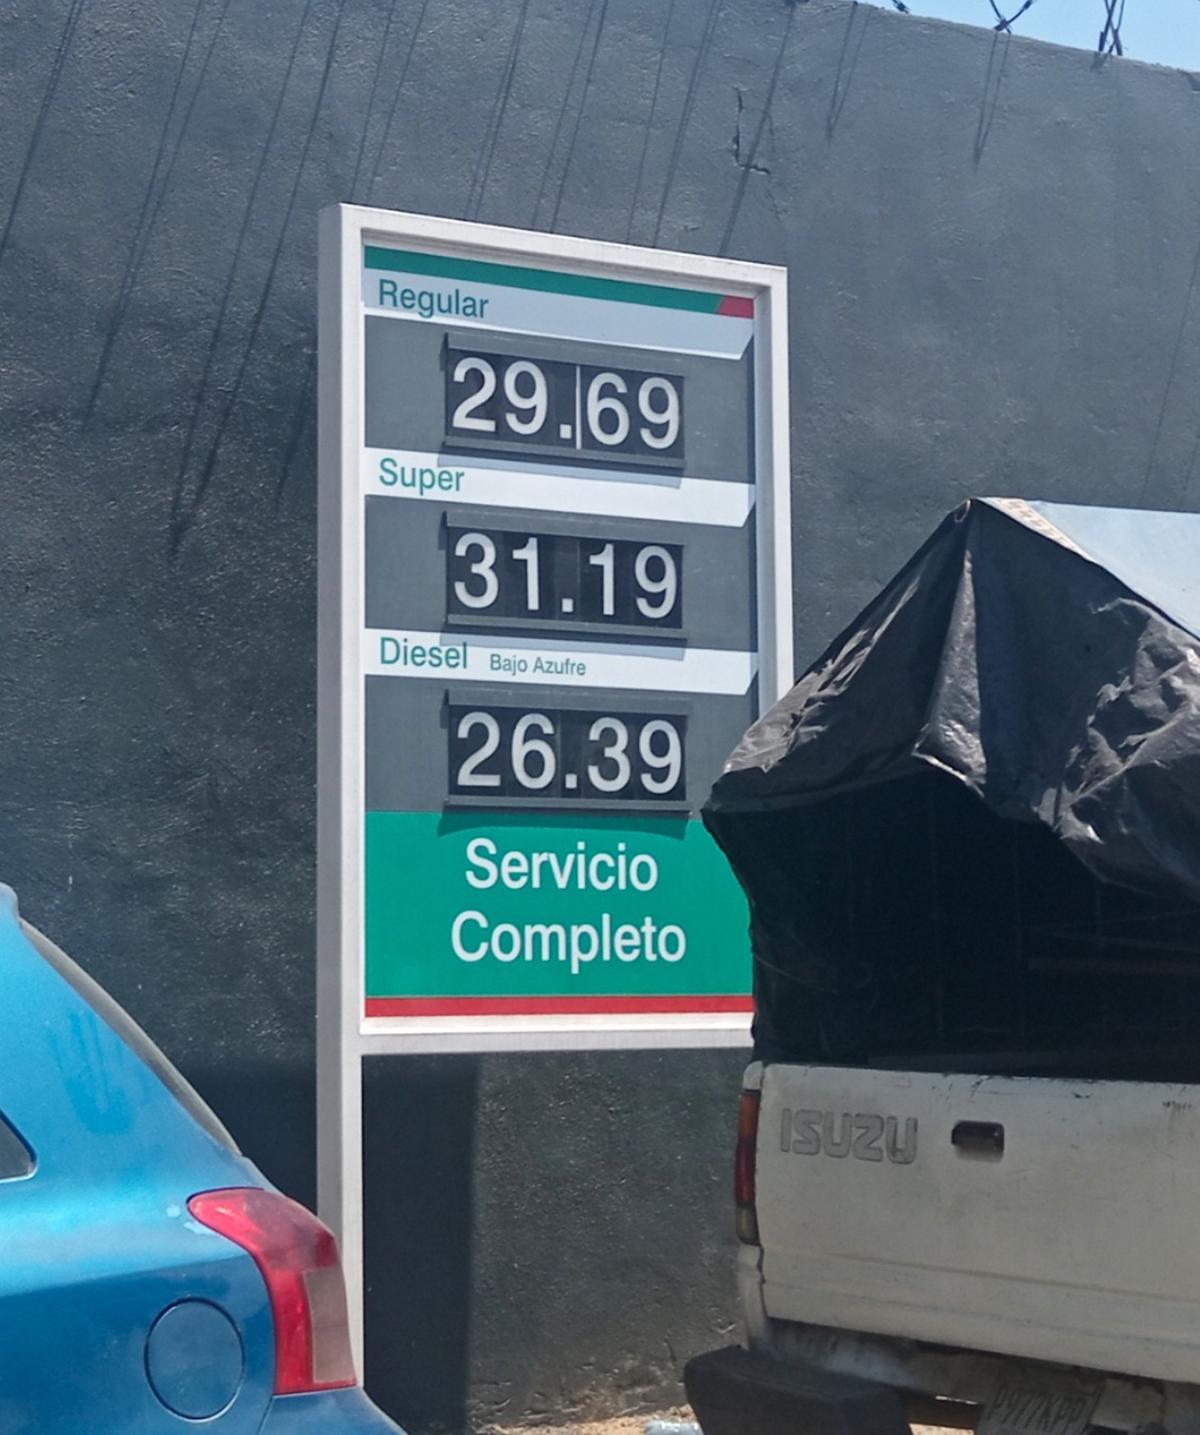 Regular
29.69
Super
31.19
Diesel Bajo Azufre
26.39
Servicio
Completo
ISUZU